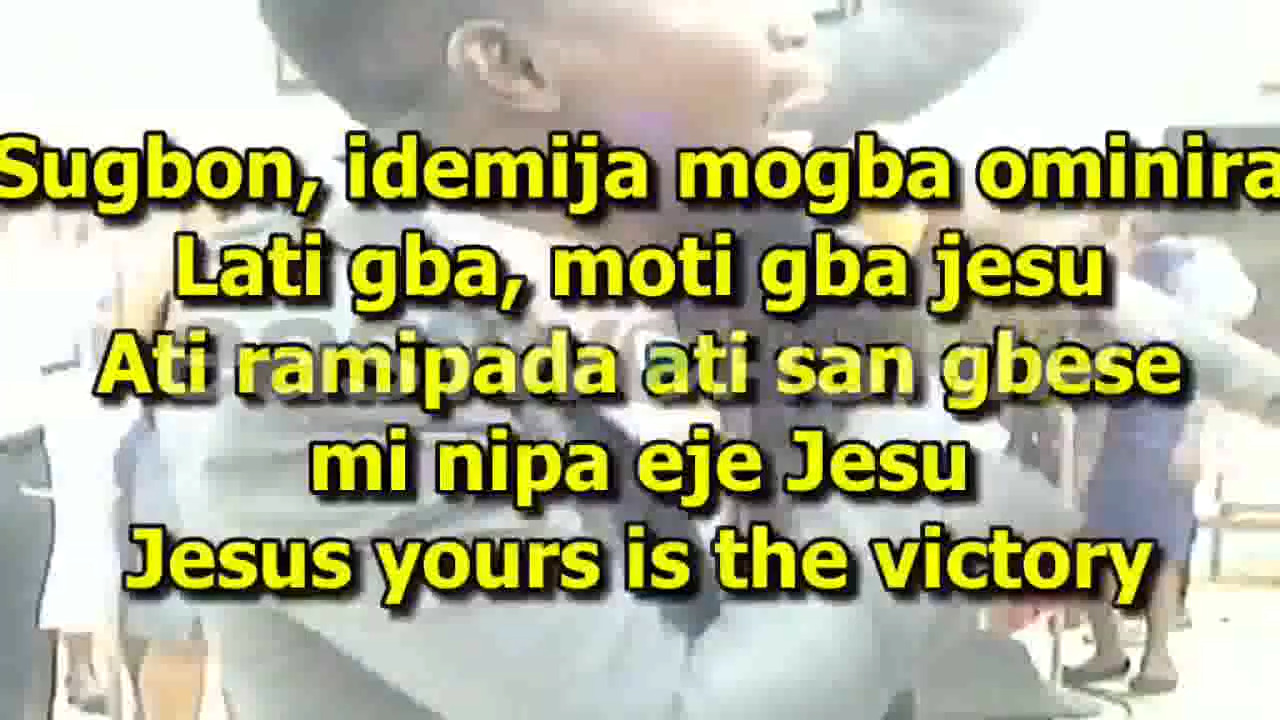 Sugbon, idemija mogba ominira
Lati gba, moti gba jesu
Ati ramipada ati san gbese
mi nipa eje Jesu
Jesus yours is the victory